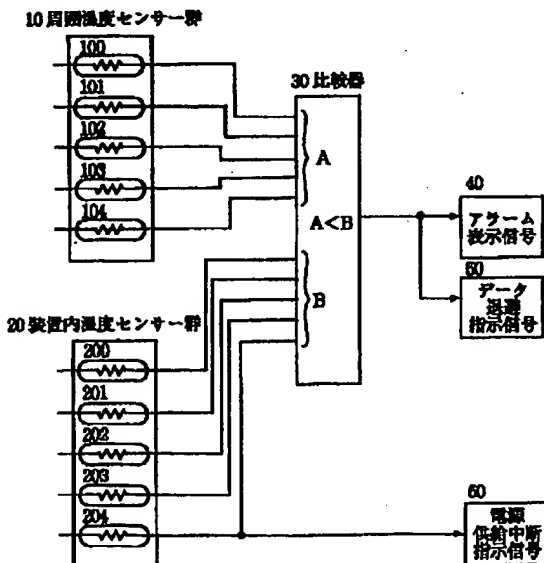 10 周囲温度センサー群
100
101
102
103
104
30 比較器
A
A<B
B
40
アラーム
表示信号
50
データ
退避
指示信号
20 装置内温度センサー群
200
201
202
203
204
60
電源
供給中断
指示信号